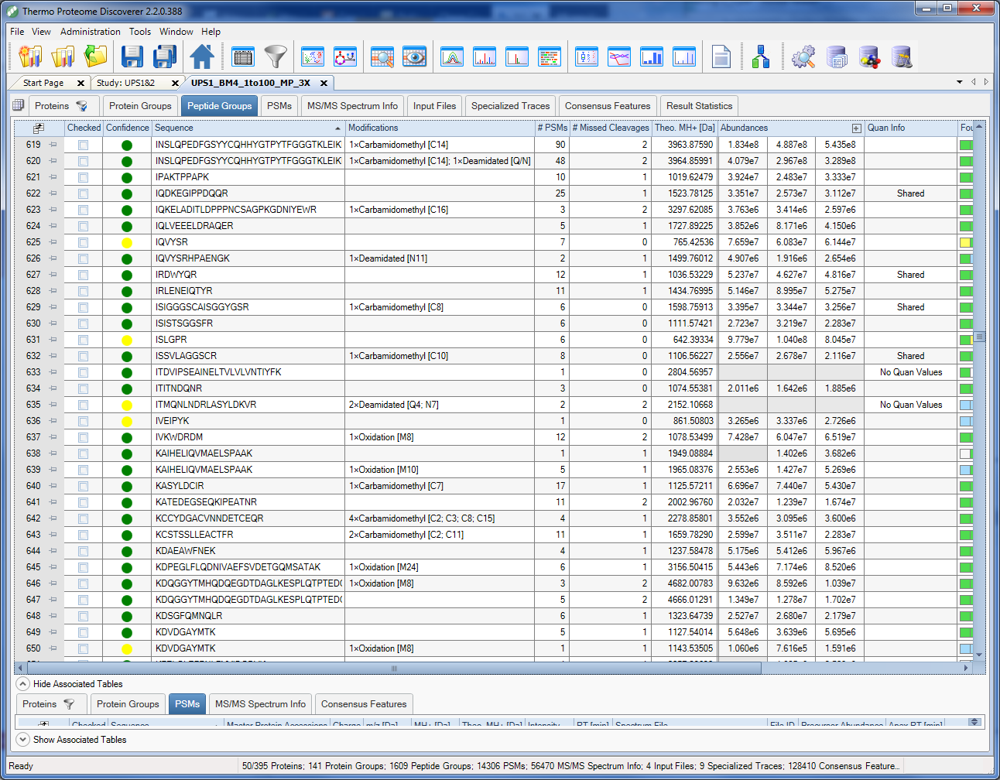 Thermo Proteome Discoverer 2.2.0.388
File View Administration Tools Window Help
Start Page Study: UPS1&2 UPS1_BM4_1to100_MP_3X
Proteins Protein Groups Peptide Groups PSMs MS/MS Spectrum Info Input Files Specialized Traces Consensus Features Result Statistics
Checked Confidence Sequence Modifications # PSMs # Missed Cleavages Theo. MH+ [Da] Abundances Quan Info Fou
619 INSLQPEDFGSYYCQHHYGTPYTFGGGTKLEIK 1×Carbamidomethyl [C14] 90 2 3963.87590 1.834e8 4.887e8 5.435e8
620 INSLQPEDFGSYYCQHHYGTPYTFGGGTKLEIK 1×Carbamidomethyl [C14]; 1×Deamidated [Q/N] 48 2 3964.85991 4.079e7 2.968e8 3.289e8
621 IPAKTPPAPK 10 1 1019.62479 3.924e7 2.483e7 3.333e7
622 IQDKEGIPPDQQR 25 1 1523.78125 3.351e7 2.573e7 3.112e7 Shared
623 IQKELADITLDPPPNCSAGPKGDNIYEWR 1×Carbamidomethyl [C16] 3 2 3297.62085 3.763e6 3.414e6 2.597e6
624 IQLVEEELDRAQER 5 1 1727.89225 3.852e6 8.171e6 4.150e6
625 IQVYSR 7 0 765.42536 7.659e7 6.083e7 6.144e7
626 IQVYSRHPAENGK 1×Deamidated [N11] 2 1 1499.76012 4.907e6 1.916e6 2.654e6
627 IRDWYQR 12 1 1036.53229 5.237e7 4.627e7 4.816e7 Shared
628 IRLENEIQTYR 11 1 1434.76995 5.146e7 8.995e7 5.275e7
629 ISIGGGSCAISGGYGSR 1×Carbamidomethyl [C8] 6 0 1598.75913 3.395e7 3.344e7 3.256e7 Shared
630 ISISTSGGSFR 6 0 1111.57421 2.723e7 3.219e7 2.283e7
631 ISLGPR 6 0 642.39334 9.779e7 1.040e8 8.045e7
632 ISSVLAGGSCR 1×Carbamidomethyl [C10] 8 0 1106.56227 2.556e7 2.678e7 2.116e7 Shared
633 ITDVIPSEAINELTVLVLVNTIYFK 1 0 2804.56957 No Quan Values
634 ITITNDQNR 3 0 1074.55381 2.011e6 1.642e6 1.885e6
635 ITMQNLNDRLASYLDKVR 2×Deamidated [Q4; N7] 2 2 2152.10668 No Quan Values
636 IVEIPYK 1 0 861.50803 3.265e6 3.337e6 2.726e6
637 IVKWDRDM 1×Oxidation [M8] 12 2 1078.53499 7.428e7 6.047e7 6.519e7
638 KAIHELIQVMAELSPAAK 1 1 1949.08884 1.402e6 3.682e6
639 KAIHELIQVMAELSPAAK 1×Oxidation [M10] 5 1 1965.08376 2.553e6 1.427e7 5.269e6
640 KASYLDCIR 1×Carbamidomethyl [C7] 17 1 1125.57211 6.696e7 7.440e7 5.430e7
641 KATEDEGSEQKIPEATNR 11 2 2002.96760 2.032e7 1.239e7 1.674e7
642 KCCYDGACVNNDETCEQR 4×Carbamidomethyl [C2; C3; C8; C15] 4 1 2278.85801 3.552e6 3.095e6 3.600e6
643 KCSTSSLLEACTFR 2×Carbamidomethyl [C2; C11] 11 1 1659.78290 2.599e7 3.511e7 2.283e7
644 KDAEAWFNEK 4 1 1237.58478 5.175e6 5.412e6 5.967e6
645 KDPEGLFLQDNIVAEFSVDETGQMSATAK 1×Oxidation [M24] 6 1 3156.50415 5.443e6 7.174e6 8.520e6
646 KDQGGYTMHQDQEGDTDAGLKESPLQTPTEDG 1×Oxidation [M8] 3 2 4682.00783 9.632e6 8.592e6 1.039e7
647 KDQGGYTMHQDQEGDTDAGLKESPLQTPTEDG 5 2 4666.01291 1.349e7 1.278e7 1.702e7
648 KDSGFQMNQLR 6 1 1323.64739 2.527e7 2.680e7 2.179e7
649 KDVDGAYMTK 5 1 1127.54014 5.648e6 3.639e6 5.695e6
650 KDVDGAYMTK 1×Oxidation [M8] 1 1 1143.53505 1.060e6 7.616e5 1.591e6
Hide Associated Tables
Proteins Protein Groups PSMs MS/MS Spectrum Info Consensus Features
Checked Sequence Master Protein Accessions Charge m/z [Da] MH+ [Da] Theo. MH+ [Da] Intensity RT [min] Spectrum File File ID Precursor Abundance Apex RT [min]
Show Associated Tables
Ready 50/395 Proteins; 141 Protein Groups; 1609 Peptide Groups; 14306 PSMs; 56470 MS/MS Spectrum Info; 4 Input Files; 9 Specialized Traces; 128410 Consensus Feature...